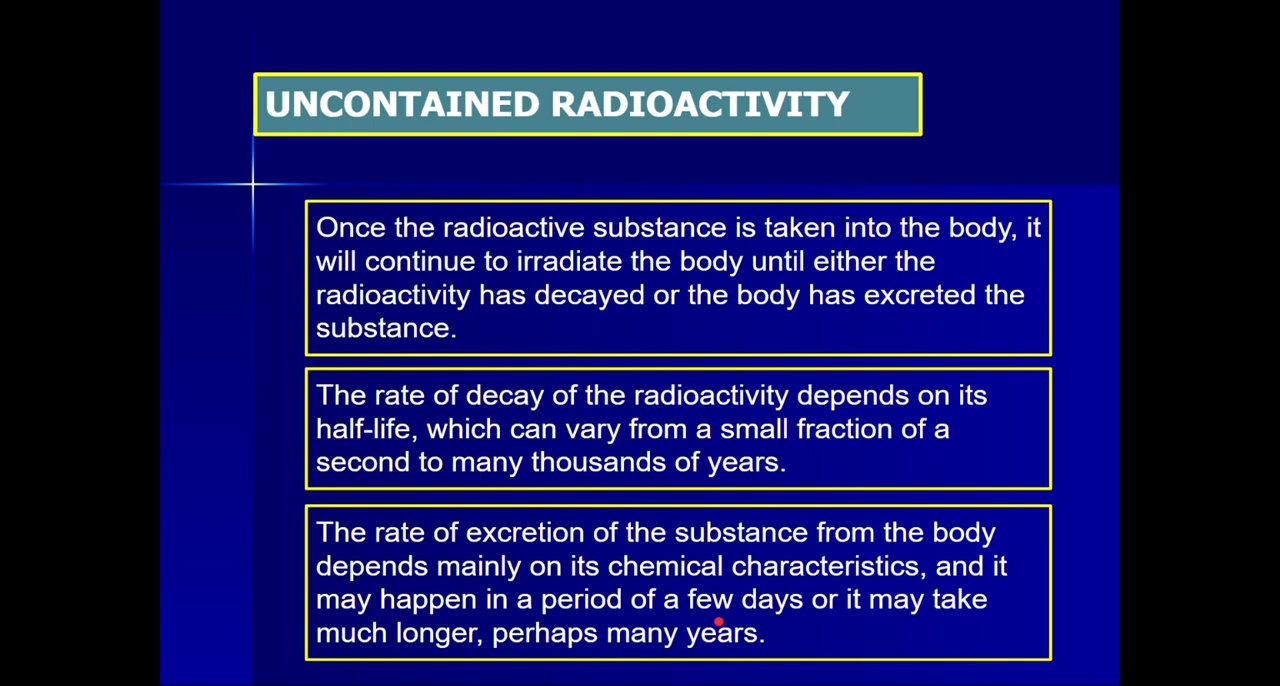 UNCONTAINED RADIOACTIVITY
Once the radioactive substance is taken into the body, it
will continue to irradiate the body until either the
radioactivity has decayed or the body has excreted the
substance.
The rate of decay of the radioactivity depends on its
half-life, which can vary from a small fraction of a
second to many thousands of years.
The rate of excretion of the substance from the body
depends mainly on its chemical characteristics, and it
may happen in a period of a few days or it may take
much longer, perhaps many years.